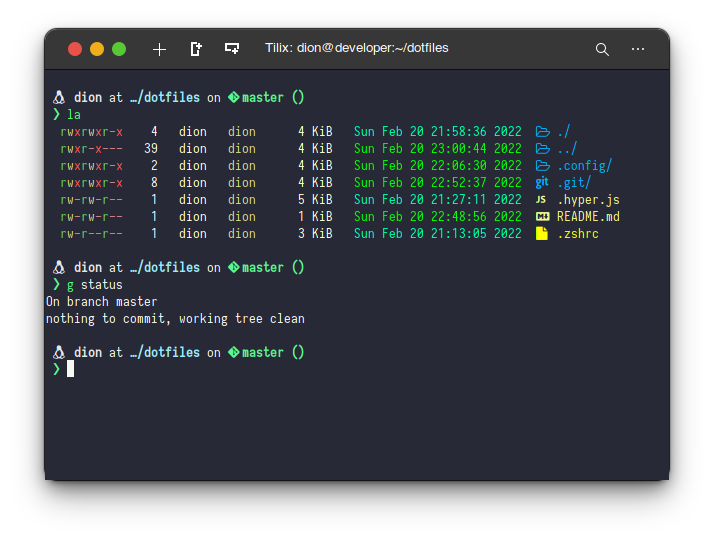 Tilix: dion@developer:~/dotfiles
dion at …/dotfiles on master ()
❯ la
rwxrwxr-x 4 dion dion 4 KiB Sun Feb 20 21:58:36 2022 ./
rwxr-x--- 39 dion dion 4 KiB Sun Feb 20 23:00:44 2022 ../
rwxrwxr-x 2 dion dion 4 KiB Sun Feb 20 22:06:30 2022 .config/
rwxrwxr-x 8 dion dion 4 KiB Sun Feb 20 22:52:37 2022 git .git/
rw-rw-r-- 1 dion dion 5 KiB Sun Feb 20 21:27:11 2022 JS .hyper.js
rw-rw-r-- 1 dion dion 1 KiB Sun Feb 20 22:48:56 2022 M README.md
rw-r--r-- 1 dion dion 3 KiB Sun Feb 20 21:13:05 2022 .zshrc
dion at …/dotfiles on master ()
❯ g status
On branch master
nothing to commit, working tree clean
dion at …/dotfiles on master ()
❯